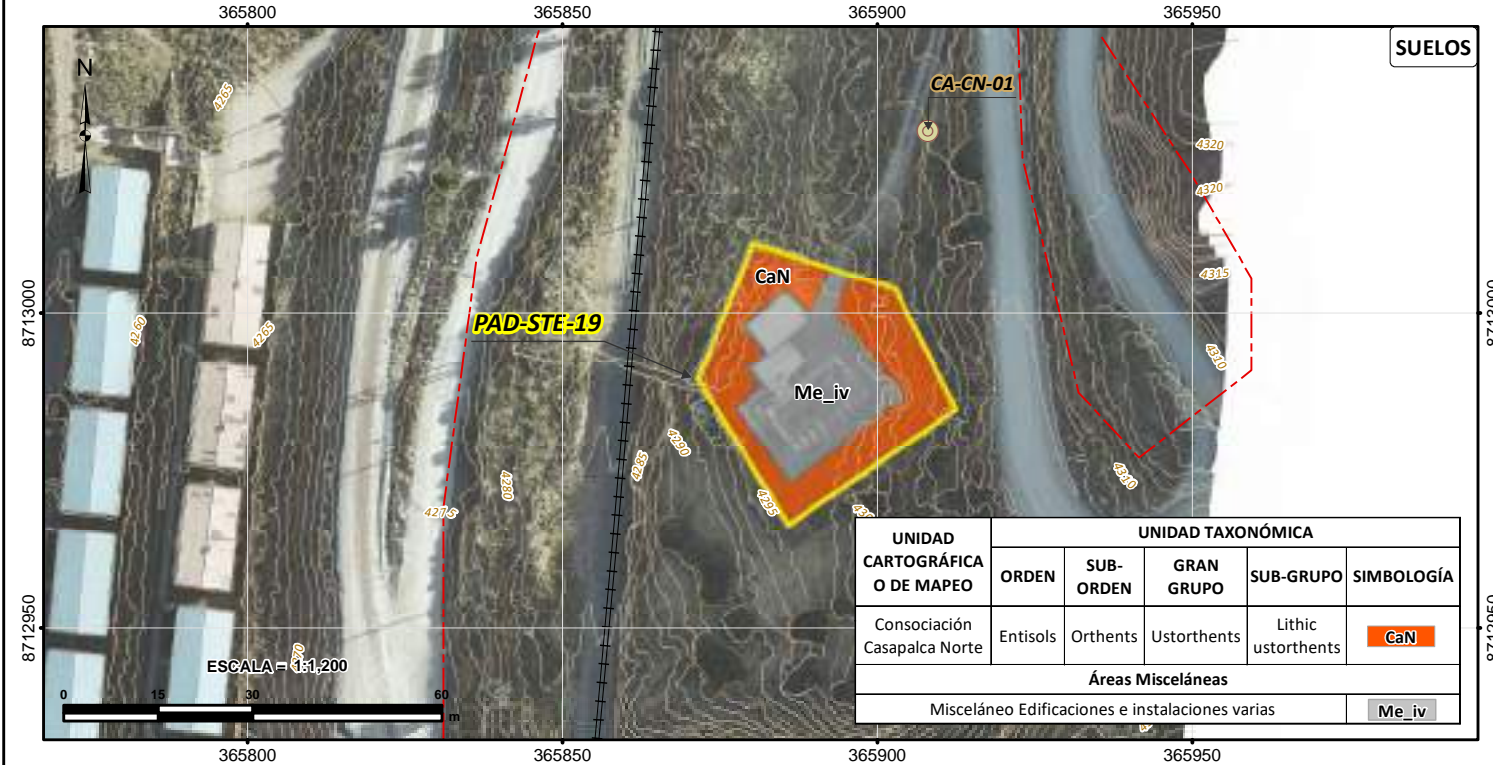 365800 365850 365900 365950
SUELOS
N
CA-CN-01
4265
4320
4320
4315
CaN
8713000 8713000
PAD-STE-19
4260
4265
4310
Me_iv
4290
4285
4280
4295
4310
4275
UNIDAD CARTOGRÁFICA O DE MAPEO
UNIDAD TAXONÓMICA
ORDEN
SUB-ORDEN
GRAN GRUPO
SUB-GRUPO
SIMBOLOGÍA
Consociación Casapalca Norte
Entisols
Orthents
Ustorthents
Lithic ustorthents
CaN
Áreas Misceláneas
Misceláneo Edificaciones e instalaciones varias
Me_iv
8712950 8712950
ESCALA = 1:1,200
0 15 30 60
m
365800 365850 365900 365950